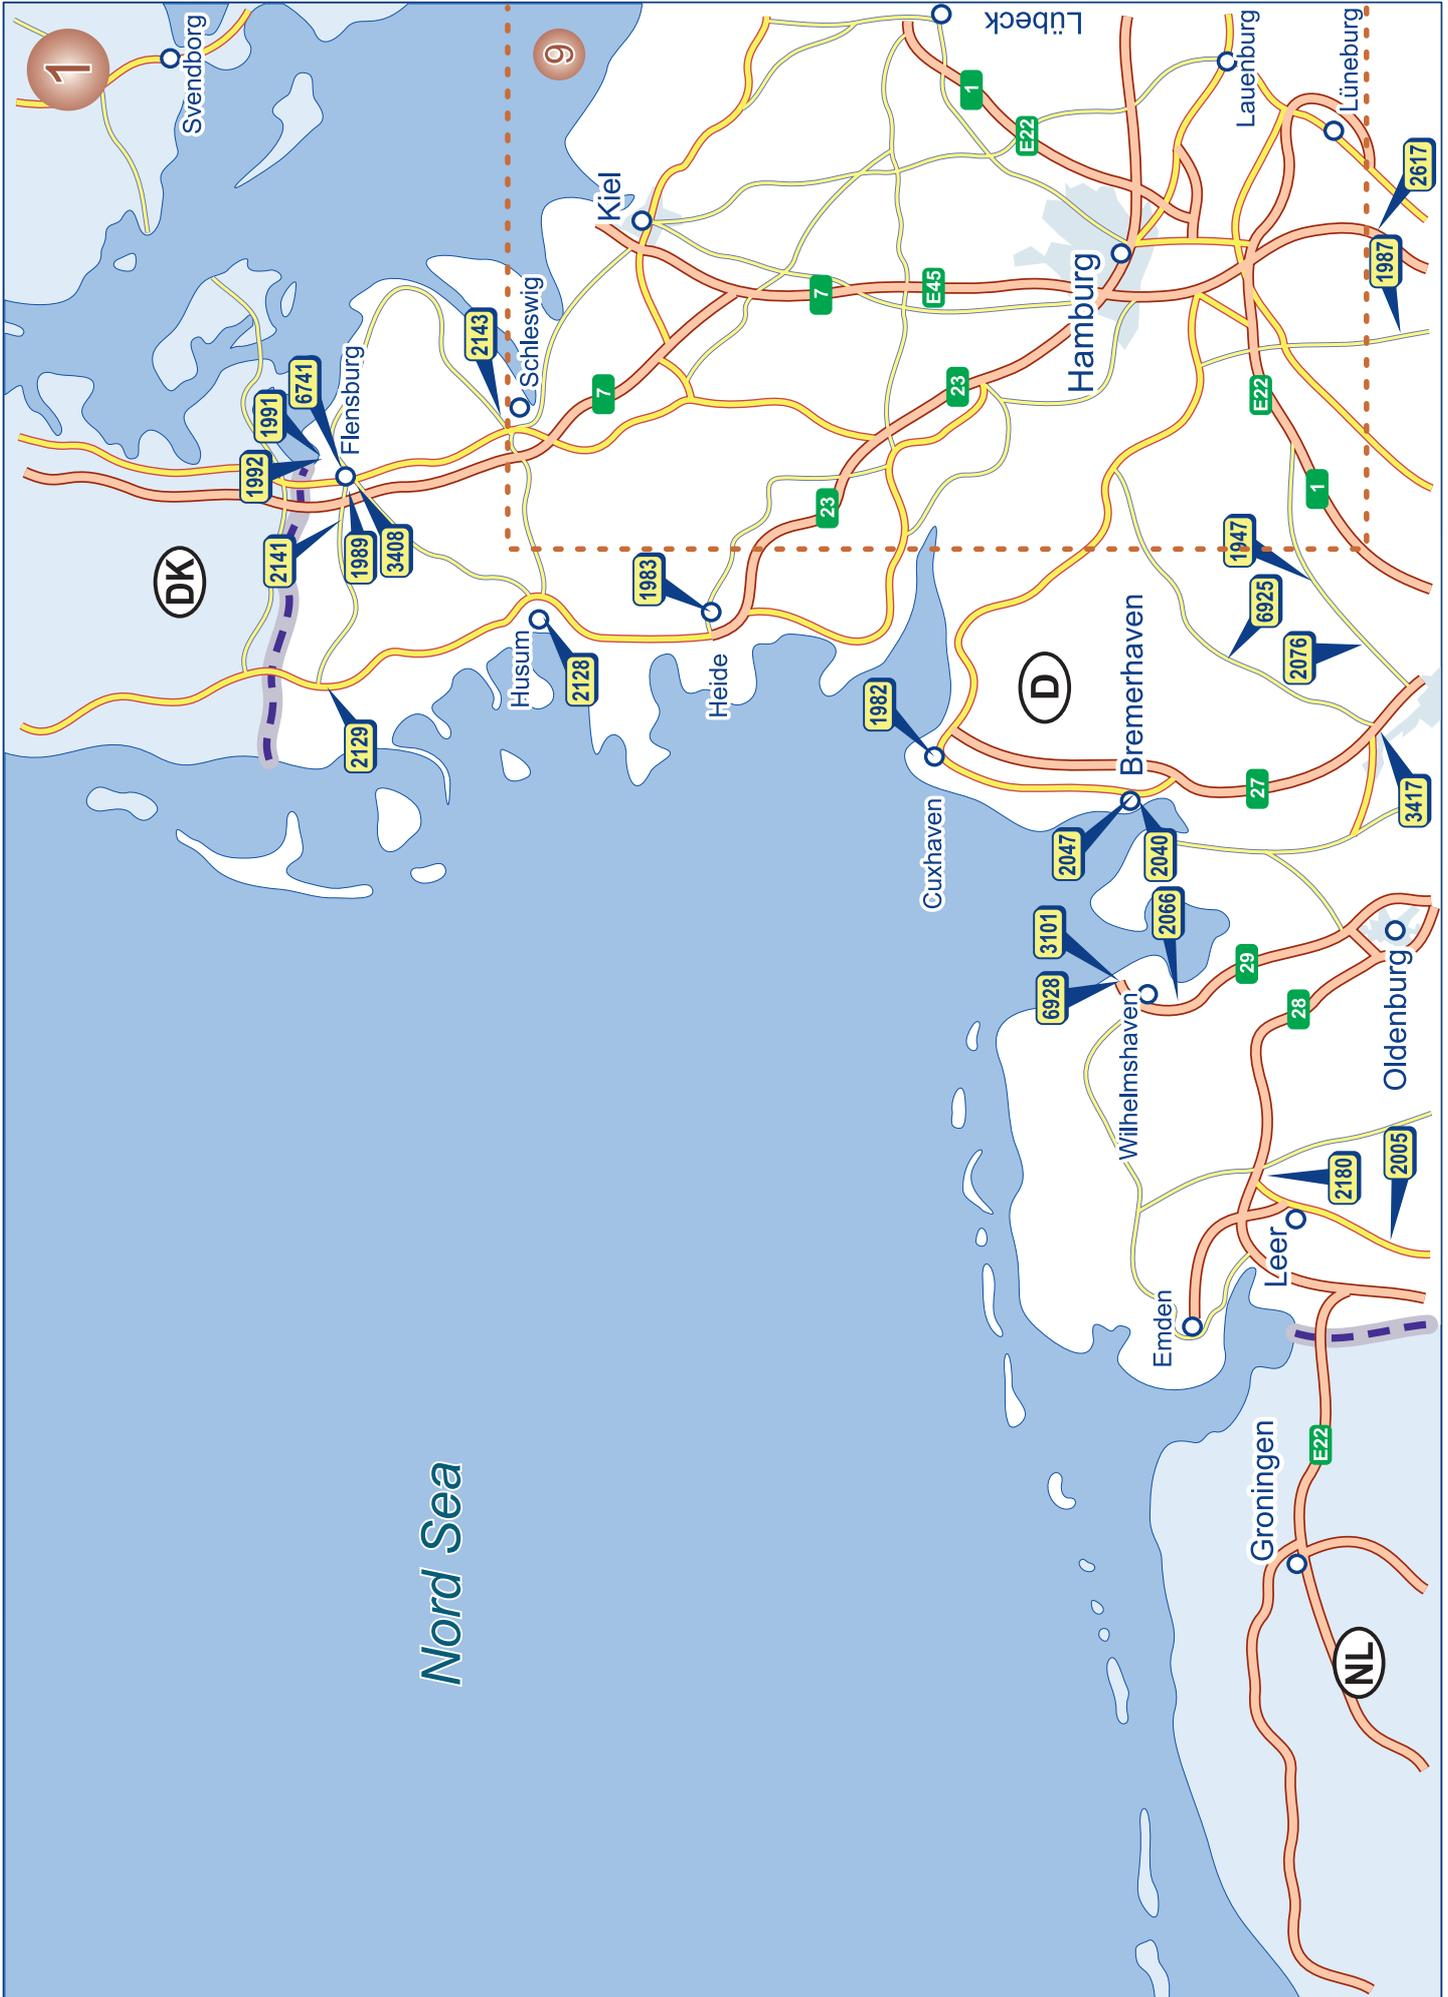 1
Svendborg
DK
1992
1991
6741
Flensburg
2141
1989
3408
2129
2143
Schleswig
9
Husum
2128
7
Kiel
1983
Heide
23
7
E45
23
1
Lübeck
E22
Nord Sea
1982
Cuxhaven
D
Hamburg
Bremerhaven
2047
2040
3101
6928
2066
Wilhelmshaven
Lauenburg
Lüneburg
E22
1
1947
6925
2076
27
29
28
Emden
Leer
2180
2005
Oldenburg
3417
1987
2617
Groningen
E22
NL